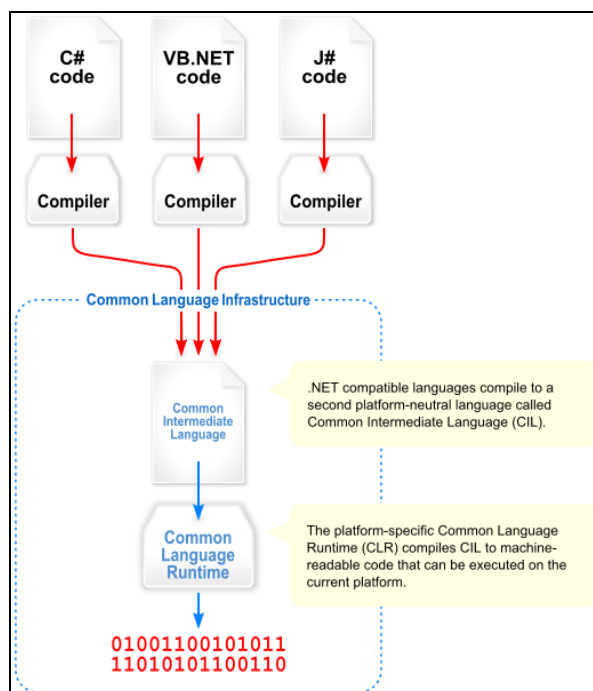 C#
code
VB.NET
code
J#
code
Compiler
Compiler
Compiler
Common Language Infrastructure
Common
Intermediate
Language
.NET compatible languages compile to a
second platform-neutral language called
Common Intermediate Language (CIL).
Common
Language
Runtime
The platform-specific Common Language
Runtime (CLR) compiles CIL to machine-
readable code that can be executed on the
current platform.
01001100101011
11010101100110